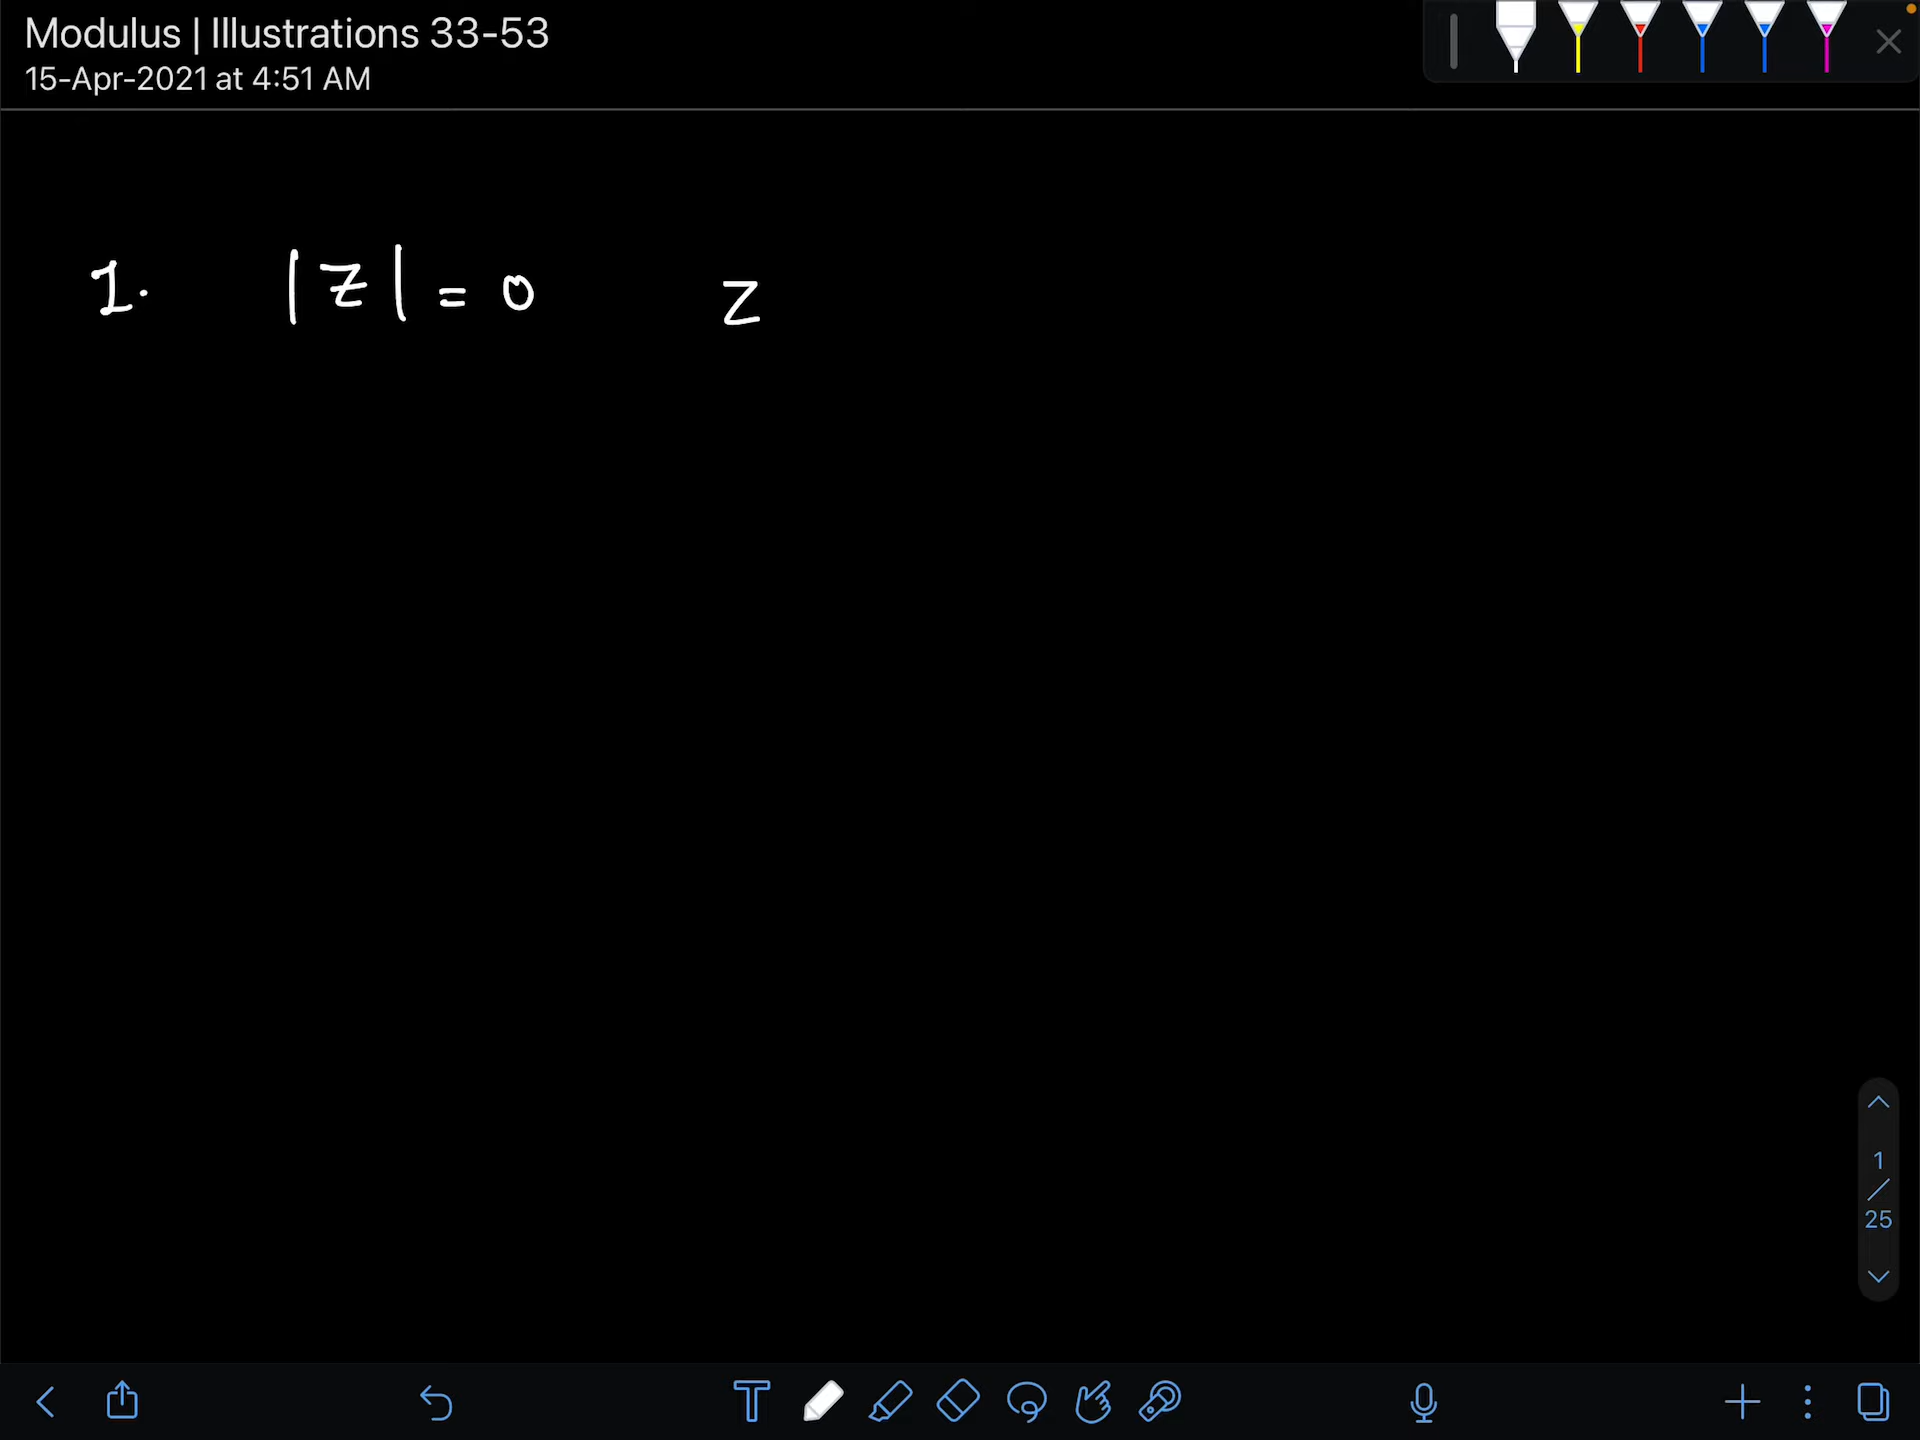 Modulus | Illustrations 33-53
15-Apr-2021 at 4:51 AM
1. |z| = 0 z
1
/
25
T